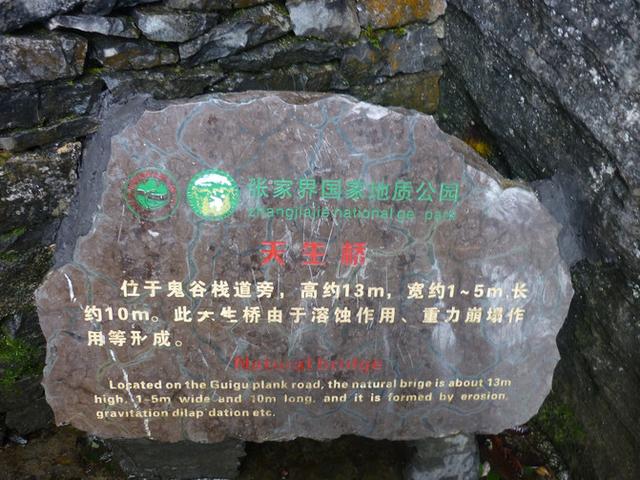 张家界国家地质公园
zhangjiajie national ge park
天生桥
位于鬼谷栈道旁，高约13m，宽约1~5m,长
约10m。此天生桥由于溶蚀作用、重力崩塌作
用等形成。
Natural bridge
Located on the Guigu plank road, the natural brige is about 13m
high, 1-5m wide and 10m long, and it is formed by erosion,
gravitation dilap dation etc.